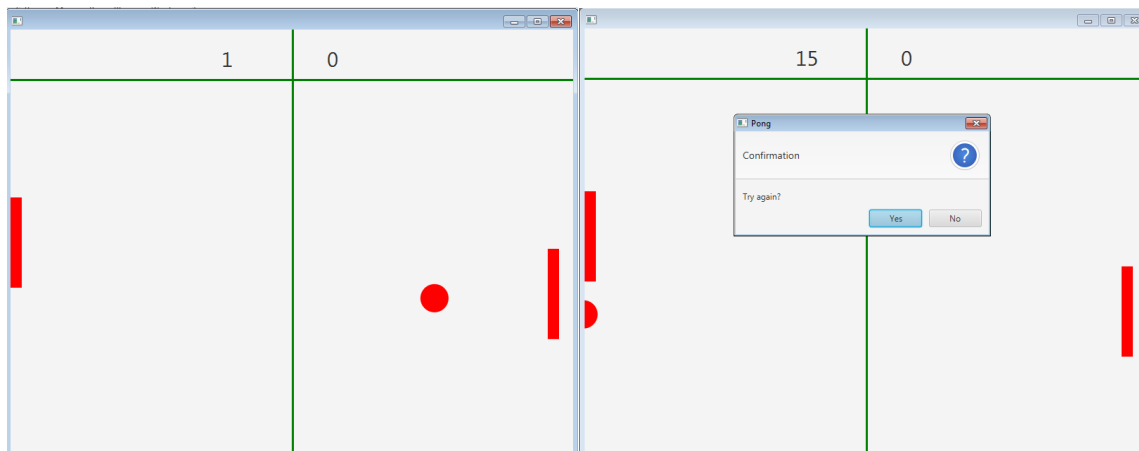 1 0
15 0
Pong
Confirmation
?
Try again?
Yes No